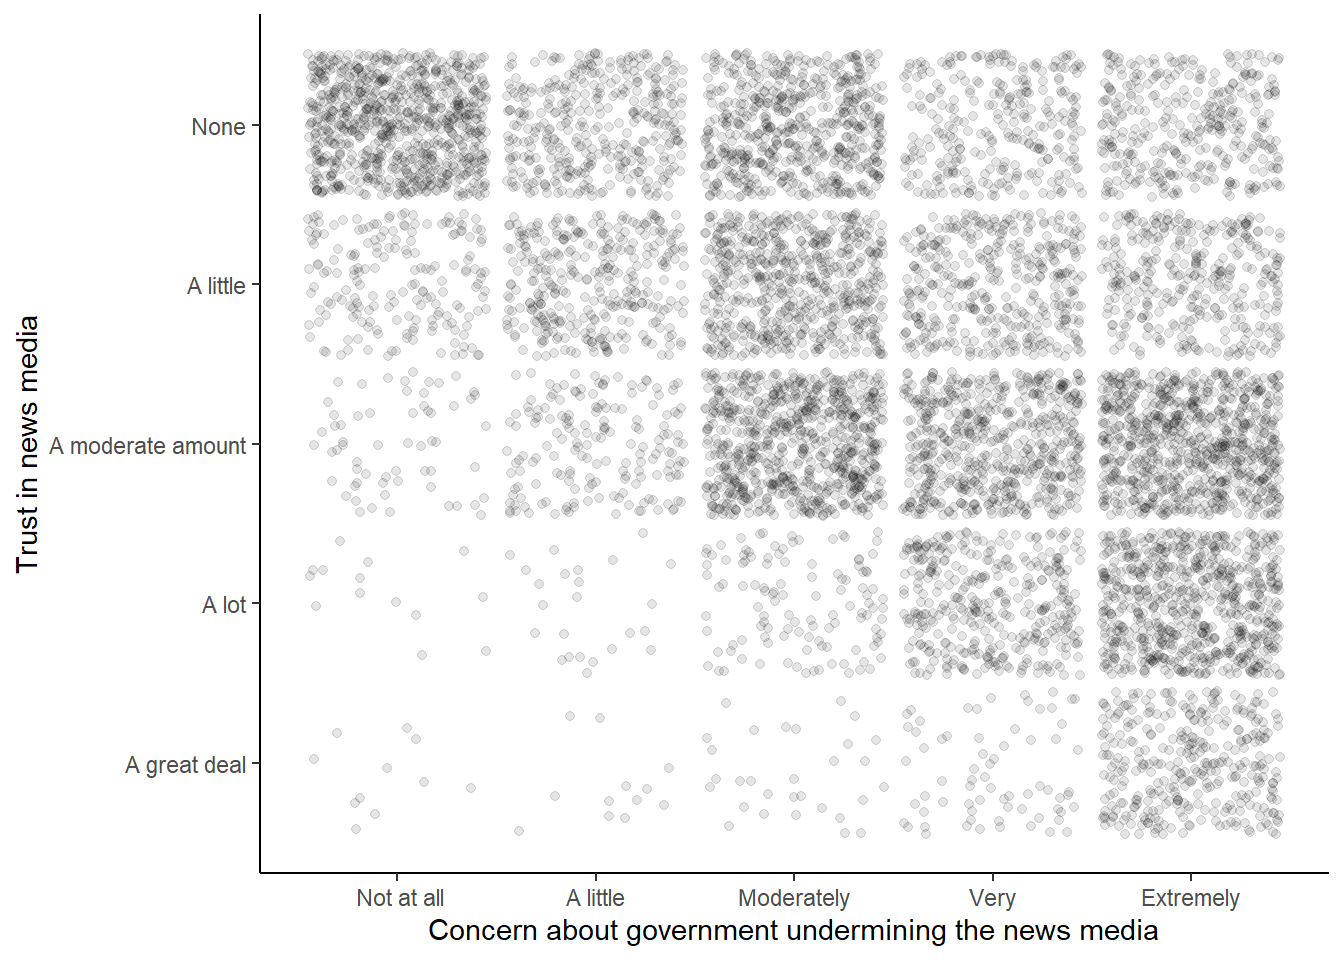 Trust in news media
None
A little
A moderate amount
A lot
A great deal
Not at all
A little
Moderately
Very
Extremely
Concern about government undermining the news media